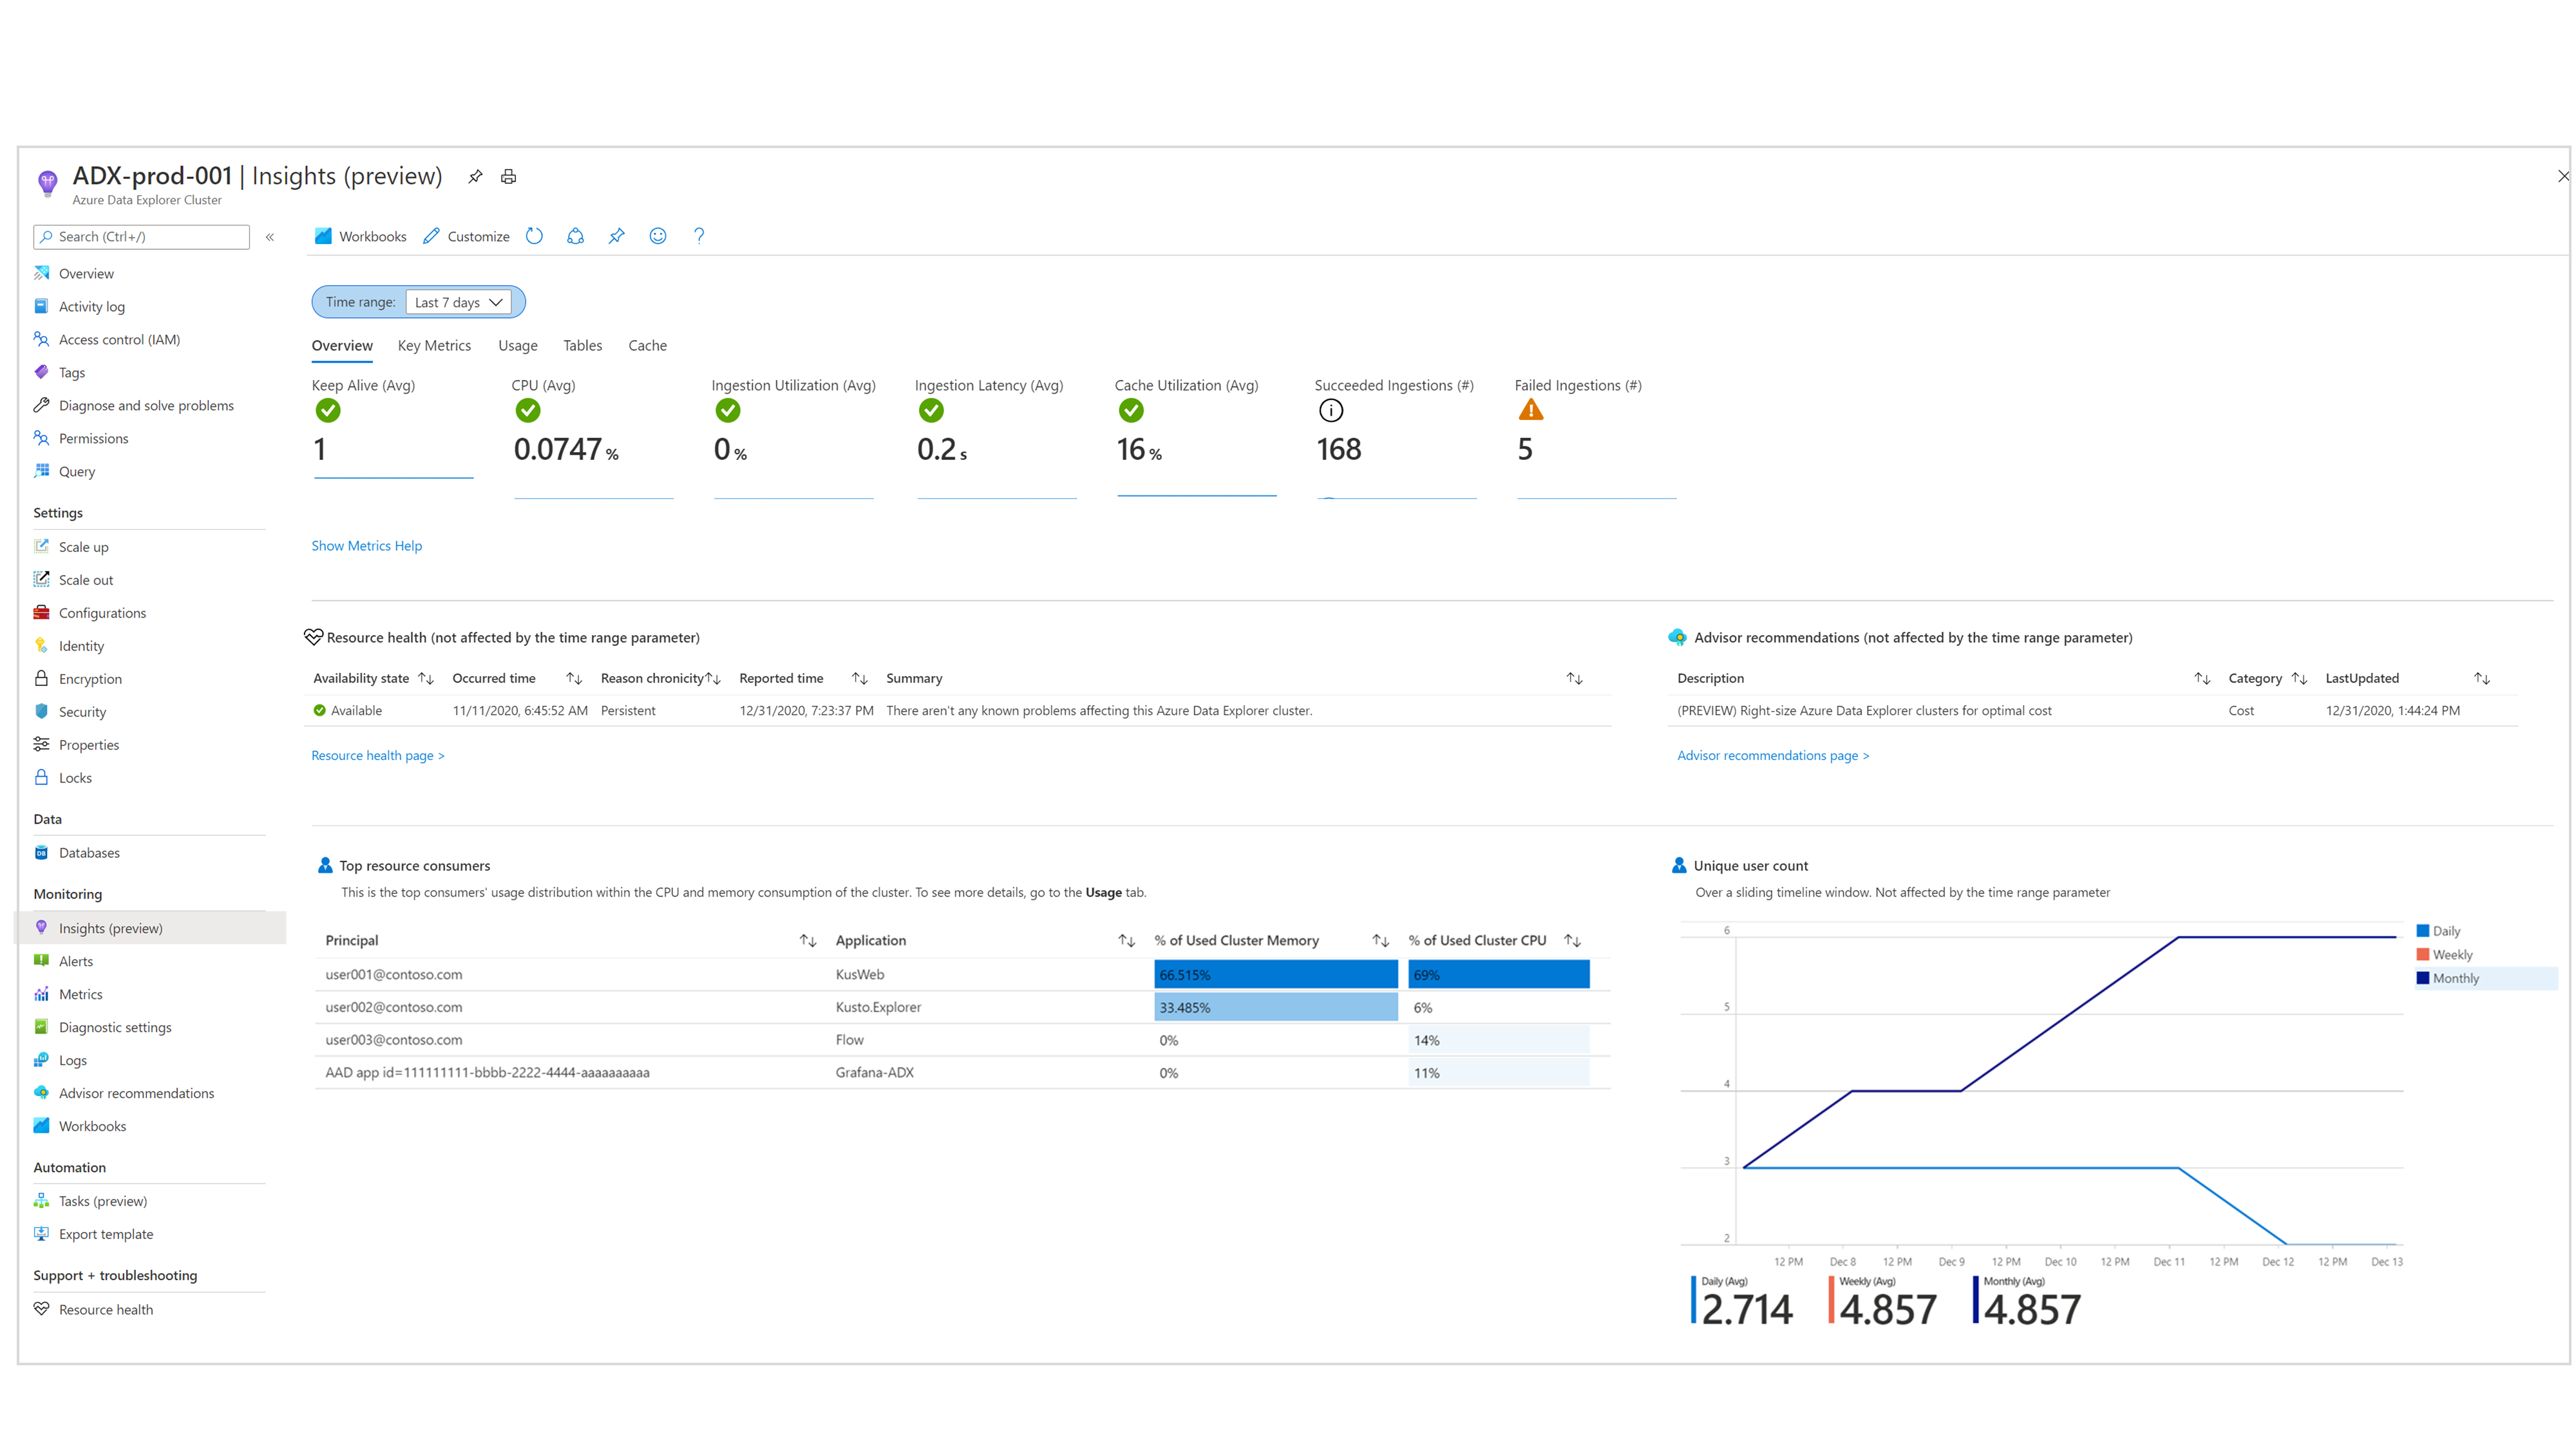 ADX-prod-001 | Insights (preview)
Azure Data Explorer Cluster
Search (Ctrl+/)
«
Overview
Activity log
Access control (IAM)
Tags
Diagnose and solve problems
Permissions
Query
Settings
Scale up
Scale out
Configurations
Identity
Encryption
Security
Properties
Locks
Data
Databases
Monitoring
Insights (preview)
Alerts
Metrics
Diagnostic settings
Logs
Advisor recommendations
Workbooks
Automation
Tasks (preview)
Export template
Support + troubleshooting
Resource health
Workbooks Customize ?
Time range: Last 7 days
Overview Key Metrics Usage Tables Cache
Keep Alive (Avg) CPU (Avg) Ingestion Utilization (Avg) Ingestion Latency (Avg) Cache Utilization (Avg) Succeeded Ingestions (#) Failed Ingestions (#)
1 0.0747 % 0 % 0.2 s 16 % 168 5
Show Metrics Help
Resource health (not affected by the time range parameter)
Availability state Occurred time Reason chronicity Reported time Summary
Available 11/11/2020, 6:45:52 AM Persistent 12/31/2020, 7:23:37 PM There aren't any known problems affecting this Azure Data Explorer cluster.
Resource health page >
Advisor recommendations (not affected by the time range parameter)
Description Category LastUpdated
(PREVIEW) Right-size Azure Data Explorer clusters for optimal cost Cost 12/31/2020, 1:44:24 PM
Advisor recommendations page >
Top resource consumers
This is the top consumers' usage distribution within the CPU and memory consumption of the cluster. To see more details, go to the Usage tab.
Principal Application % of Used Cluster Memory % of Used Cluster CPU
user001@contoso.com KusWeb 66.515% 69%
user002@contoso.com Kusto.Explorer 33.485% 6%
user003@contoso.com Flow 0% 14%
AAD app id=111111111-bbbb-2222-4444-aaaaaaaaaa Grafana-ADX 0% 11%
Unique user count
Over a sliding timeline window. Not affected by the time range parameter
6
5
4
3
2
Daily
Weekly
Monthly
12 PM Dec 8 12 PM Dec 9 12 PM Dec 10 12 PM Dec 11 12 PM Dec 12 12 PM Dec 13
Daily (Avg) Weekly (Avg) Monthly (Avg)
2.714 4.857 4.857